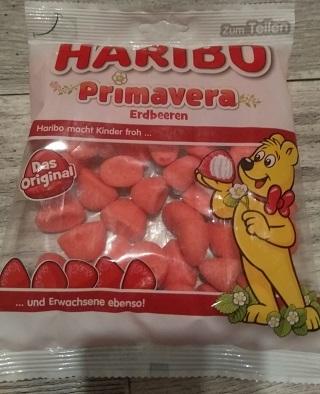 Zum Teilen
HARIBO
Primavera
Erdbeeren
Haribo macht Kinder froh ...
Das
Original
... und Erwachsene ebenso!